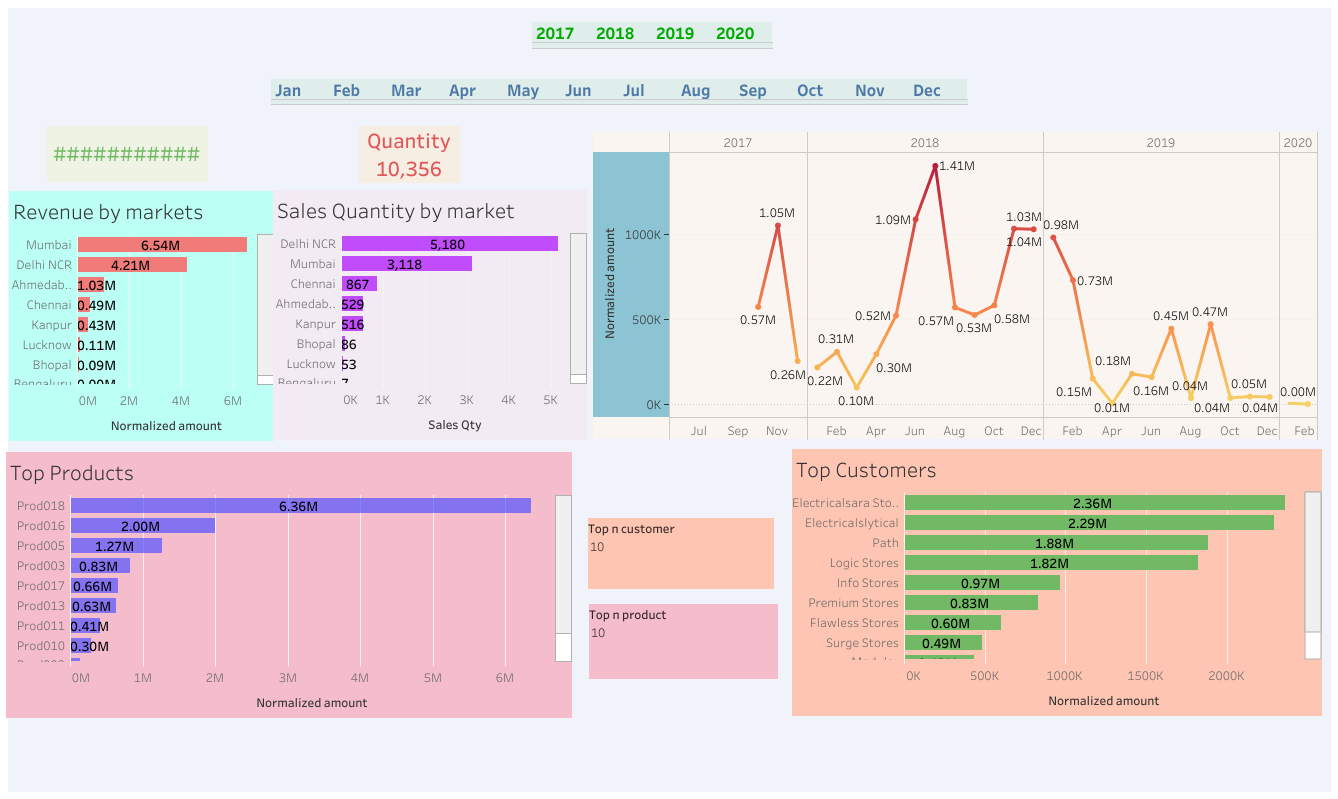 2017 2018 2019 2020
Jan Feb Mar Apr May Jun Jul Aug Sep Oct Nov Dec
###########
Quantity
10,356
Revenue by markets
Mumbai 6.54M
Delhi NCR 4.21M
Ahmedab.. 1.03M
Chennai 0.49M
Kanpur 0.43M
Lucknow 0.11M
Bhopal 0.09M
Bengaluru 0.00M
0M 2M 4M 6M
Normalized amount
Sales Quantity by market
Delhi NCR 5,180
Mumbai 3,118
Chennai 867
Ahmedab.. 529
Kanpur 516
Bhopal 86
Lucknow 53
Bengaluru 7
0K 1K 2K 3K 4K 5K
Sales Qty
2017 2018 2019 2020
Normalized amount
1000K
500K
0K
0.57M 1.05M 0.26M 0.22M 0.31M 0.10M 0.30M 0.52M 1.09M 1.41M 0.57M 0.53M 0.58M 1.03M 1.04M 0.98M 0.73M 0.15M 0.01M 0.18M 0.16M 0.45M 0.04M 0.47M 0.04M 0.05M 0.04M 0.00M
Jul Sep Nov Feb Apr Jun Aug Oct Dec Feb Apr Jun Aug Oct Dec Feb
Top Products
Prod018 6.36M
Prod016 2.00M
Prod005 1.27M
Prod003 0.83M
Prod017 0.66M
Prod013 0.63M
Prod011 0.41M
Prod010 0.30M
0M 1M 2M 3M 4M 5M 6M
Normalized amount
Top n customer
10
Top n product
10
Top Customers
Electricalsara Sto.. 2.36M
Electricalslytical 2.29M
Path 1.88M
Logic Stores 1.82M
Info Stores 0.97M
Premium Stores 0.83M
Flawless Stores 0.60M
Surge Stores 0.49M
0K 500K 1000K 1500K 2000K
Normalized amount